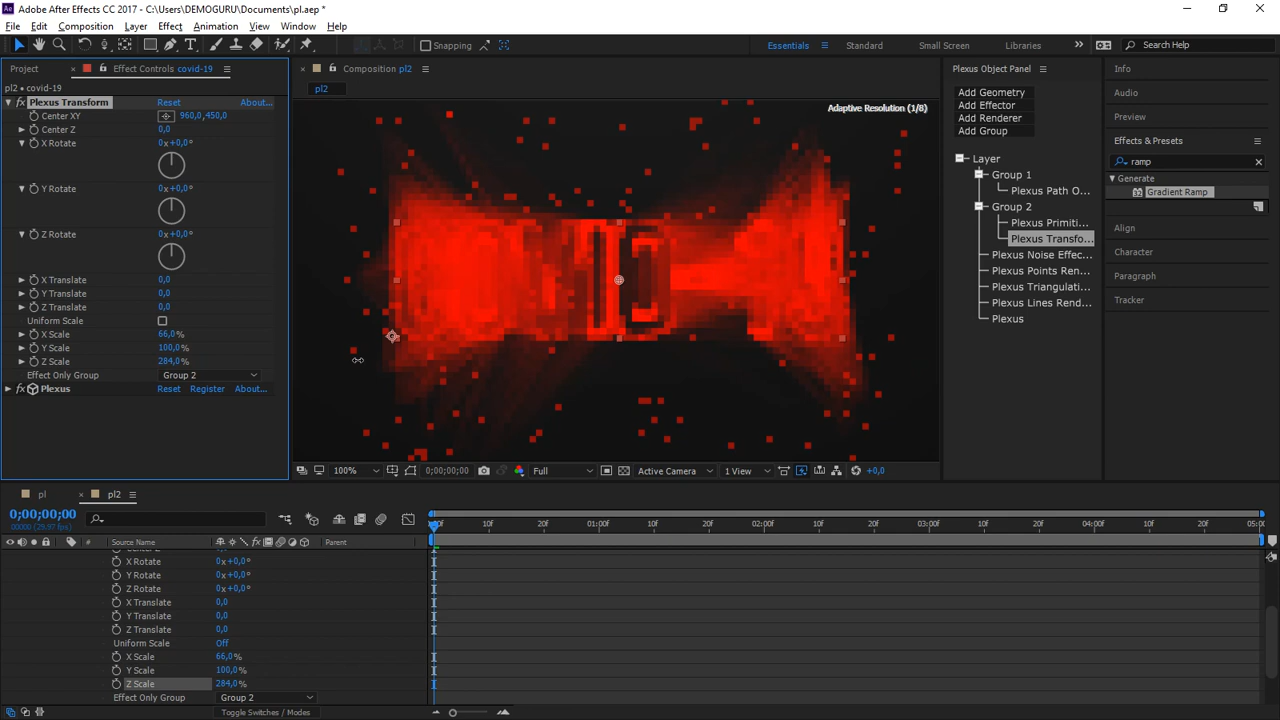 Adobe After Effects CC 2017 - C:\Users\DEMOGURU\Documents\pl.aep *
File Edit Composition Layer Effect Animation View Window Help
Snapping Essentials Standard Small Screen Libraries Search Help
Project Effect Controls covid-19 Composition pl2 Plexus Object Panel Info
pl2 • covid-19 pl2 Add Geometry Audio
Plexus Transform Reset About... Adaptive Resolution (1/8) Add Effector
Center XY 960,0,450,0 Add Renderer Preview
Center Z 0,0 Add Group
X Rotate 0x+0,0° Effects & Presets
Layer ramp
Group 1 Generate
Y Rotate 0x+0,0° Plexus Path O... Gradient Ramp
Group 2
Plexus Primiti...
Z Rotate 0x+0,0° Plexus Transfo... Align
Plexus Noise Effec... Character
Plexus Points Ren...
X Translate 0,0 Plexus Triangulati... Paragraph
Y Translate 0,0
Z Translate 0,0 Plexus Lines Rend... Tracker
Uniform Scale Plexus
X Scale 66,0%
Y Scale 100,0%
Z Scale 284,0%
Effect Only Group Group 2
Plexus Reset Register About...
100% 0;00;00;00 Full Active Camera 1 View +0,0
pl pl2
0;00;00;00
00000 (29,97 fps)
10f 20f 01:00f 10f 20f 02:00f 10f 20f 03:00f 10f 20f 04:00f 10f 20f 05:00
# Source Name Parent
X Rotate 0x+0,0°
Y Rotate 0x+0,0°
Z Rotate 0x+0,0°
X Translate 0,0
Y Translate 0,0
Z Translate 0,0
Uniform Scale Off
X Scale 66,0%
Y Scale 100,0%
Z Scale 284,0%
Effect Only Group Group 2
Toggle Switches / Modes